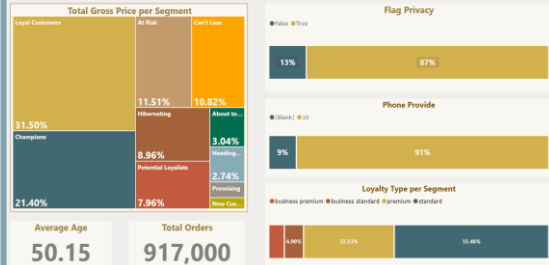 Total Gross Price per Segment
Loyal Customers
31.50%
Champions
21.40%
At Risk
11.51%
Can't Lose
10.82%
Hibernating
8.96%
About to...
3.04%
Needing...
2.74%
Potential Loyalists
7.96%
Promising
New Cus...
Average Age
50.15
Total Orders
917,000
Flag Privacy
False True
13% 87%
Phone Provide
(Blank) 10
9% 91%
Loyalty Type per Segment
business premium business standard premium standard
6.90% 32.53% 55.46%